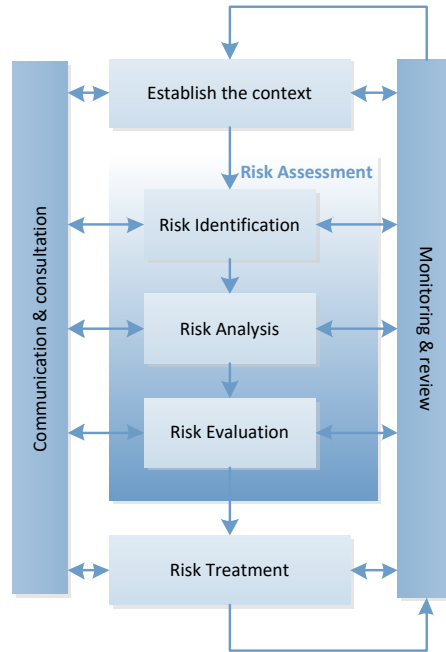 Establish the context
Risk Assessment
Risk Identification
Risk Analysis
Risk Evaluation
Risk Treatment
Communication & consultation
Monitoring & review